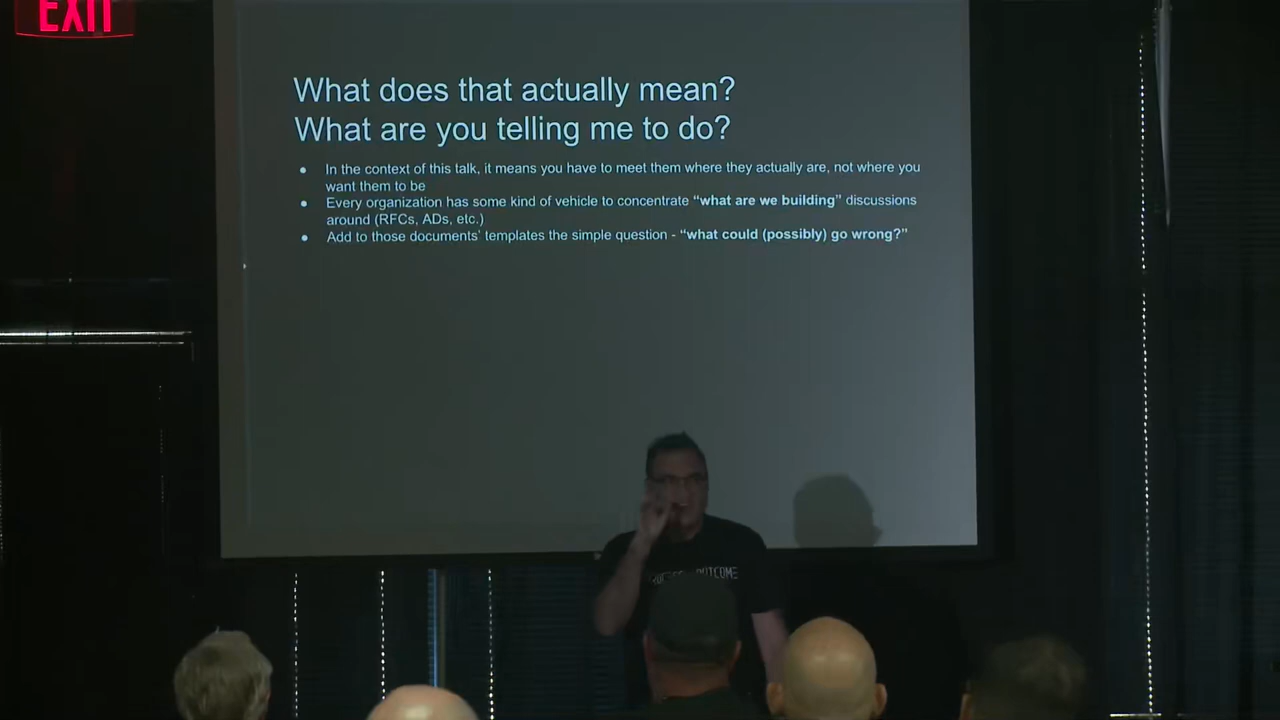 EXIT
What does that actually mean?
What are you telling me to do?
● In the context of this talk, it means you have to meet them where they actually are, not where you
want them to be
● Every organization has some kind of vehicle to concentrate “what are we building” discussions
around (RFCs, ADs, etc.)
● Add to those documents’ templates the simple question - “what could (possibly) go wrong?”
OUTCOME